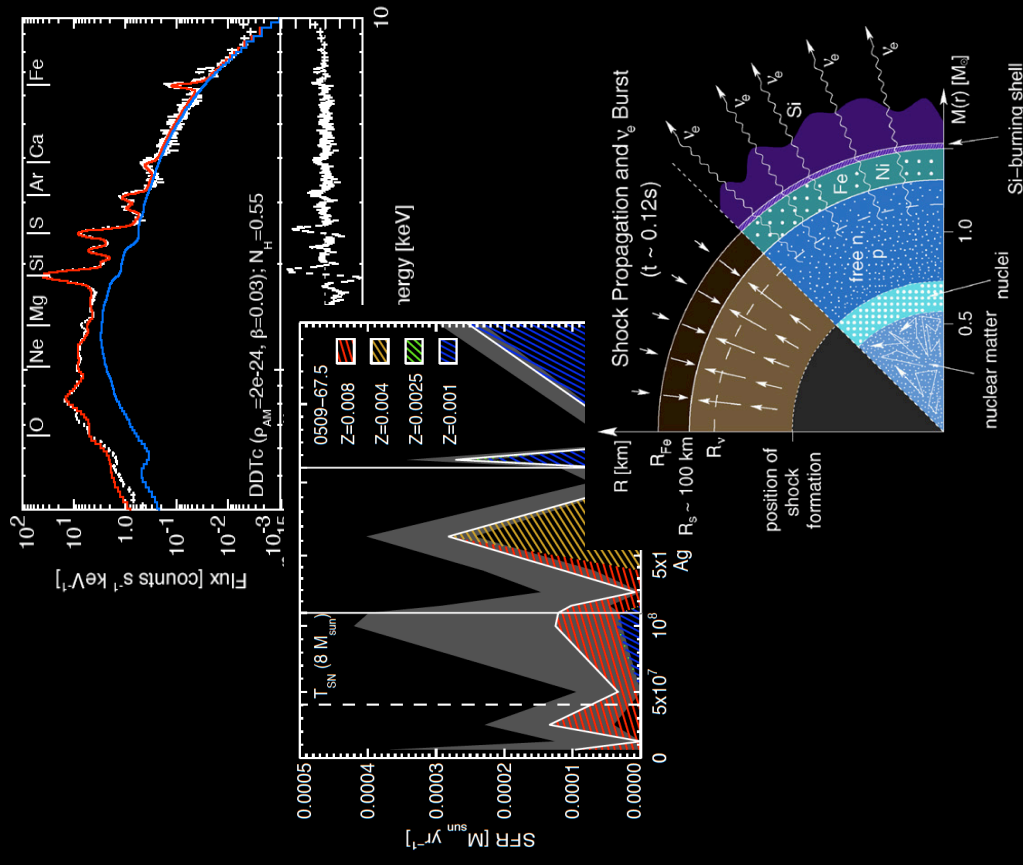 |O |Ne |Mg |Si |S |Ar |Ca |Fe
10²
10¹
1.0
10⁻¹
10⁻²
10⁻³
Flux [counts s⁻¹ keV⁻¹]
DDTc (ρAM=2e-24, β=0.03); NH=0.55
10
0509-67.5
Z=0.008
Z=0.004
Z=0.0025
Z=0.001
TSN (8 Msun)
0.0005
0.0004
0.0003
0.0002
0.0001
0.0000
SFR [Msun yr⁻¹]
0
5x10⁷
10⁸
5x1
Ag
Shock Propagation and νe Burst
(t ~ 0.12s)
R [km]
RFe
Rs ~ 100 km
Rν
position of
shock
formation
νe
νe
νe
νe
νe
Si
Fe
Ni
free n,
p
M(r) [M☉]
0.5
1.0
nuclear matter
nuclei
Si-burning shell